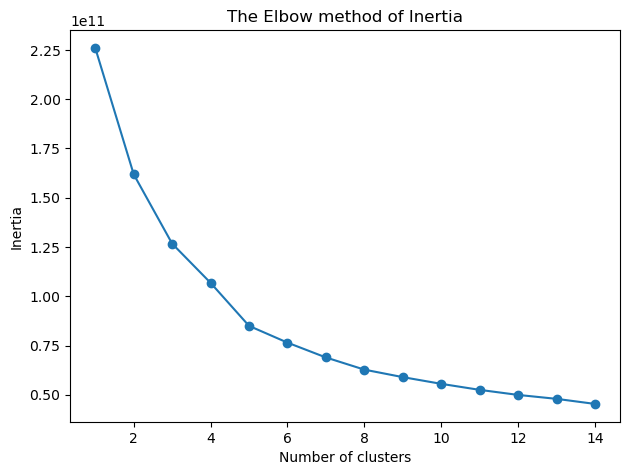 The Elbow method of Inertia
1e11
2.25
2.00
1.75
1.50
1.25
1.00
0.75
0.50
Inertia
2 4 6 8 10 12 14
Number of clusters